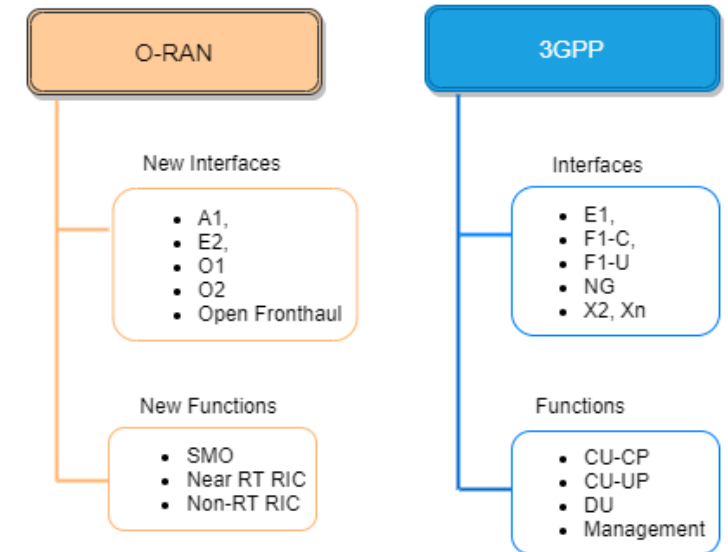 O-RAN
New Interfaces
• A1,
• E2,
• O1
• O2
• Open Fronthaul
New Functions
• SMO
• Near RT RIC
• Non-RT RIC
3GPP
Interfaces
• E1,
• F1-C,
• F1-U
• NG
• X2, Xn
Functions
• CU-CP
• CU-UP
• DU
• Management